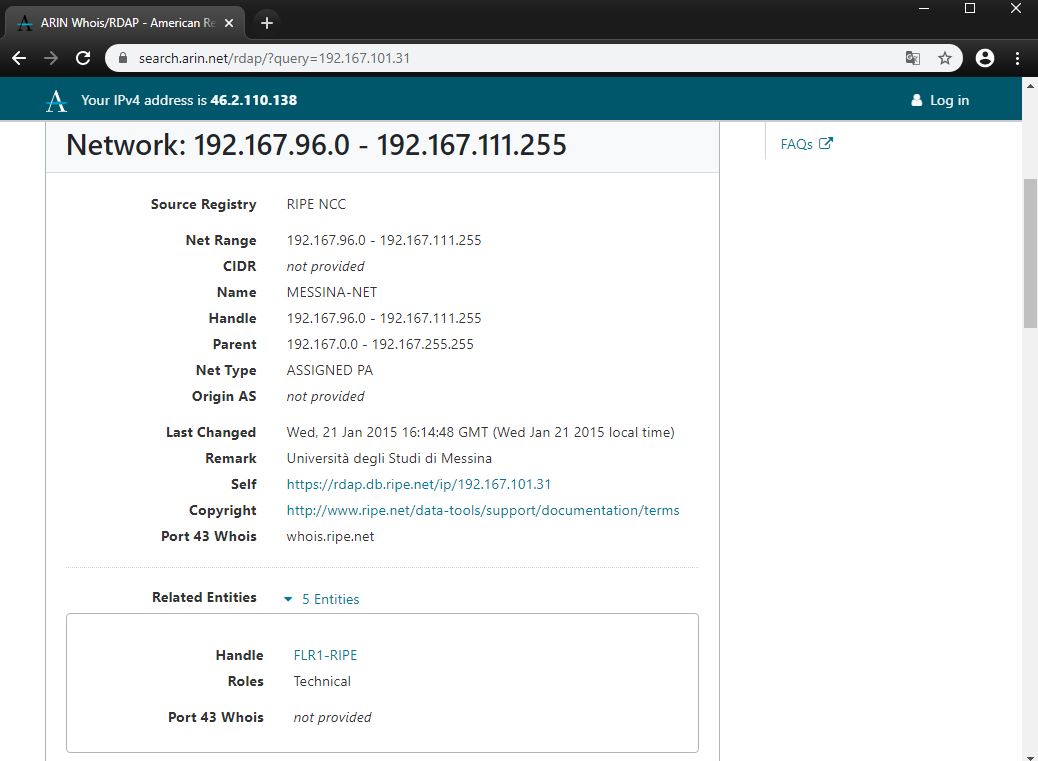 ARIN Whois/RDAP - American Re
search.arin.net/rdap/?query=192.167.101.31
Your IPv4 address is 46.2.110.138
Log in
Network: 192.167.96.0 - 192.167.111.255
FAQs
Source Registry RIPE NCC
Net Range 192.167.96.0 - 192.167.111.255
CIDR not provided
Name MESSINA-NET
Handle 192.167.96.0 - 192.167.111.255
Parent 192.167.0.0 - 192.167.255.255
Net Type ASSIGNED PA
Origin AS not provided
Last Changed Wed, 21 Jan 2015 16:14:48 GMT (Wed Jan 21 2015 local time)
Remark Università degli Studi di Messina
Self https://rdap.db.ripe.net/ip/192.167.101.31
Copyright http://www.ripe.net/data-tools/support/documentation/terms
Port 43 Whois whois.ripe.net
Related Entities 5 Entities
Handle FLR1-RIPE
Roles Technical
Port 43 Whois not provided